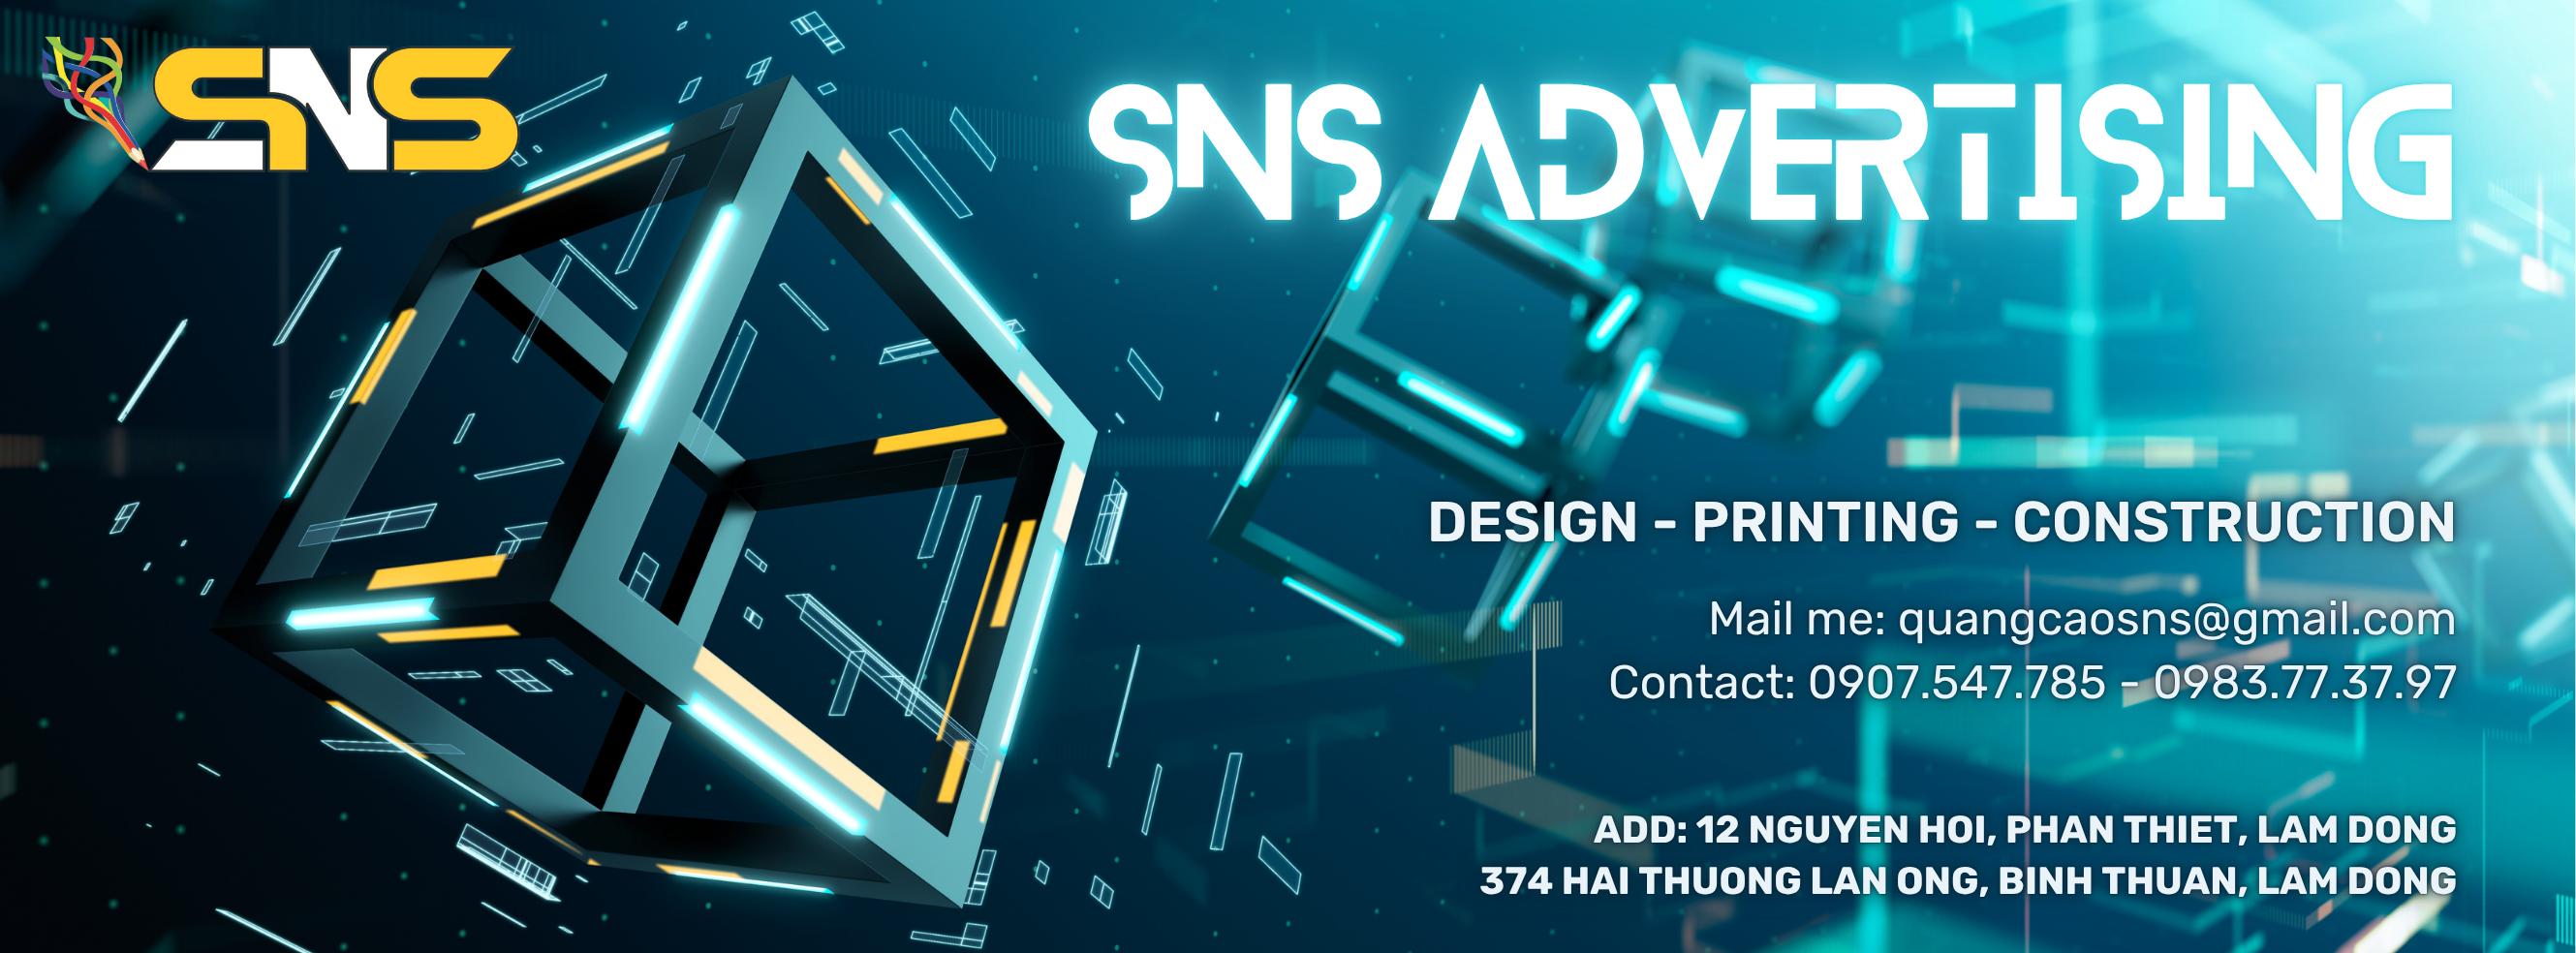 SNS
SNS ADVERTISING
DESIGN - PRINTING - CONSTRUCTION
Mail me: quangcaosns@gmail.com
Contact: 0907.547.785 - 0983.77.37.97
ADD: 12 NGUYEN HOI, PHAN THIET, LAM DONG
374 HAI THUONG LAN ONG, BINH THUAN, LAM DONG